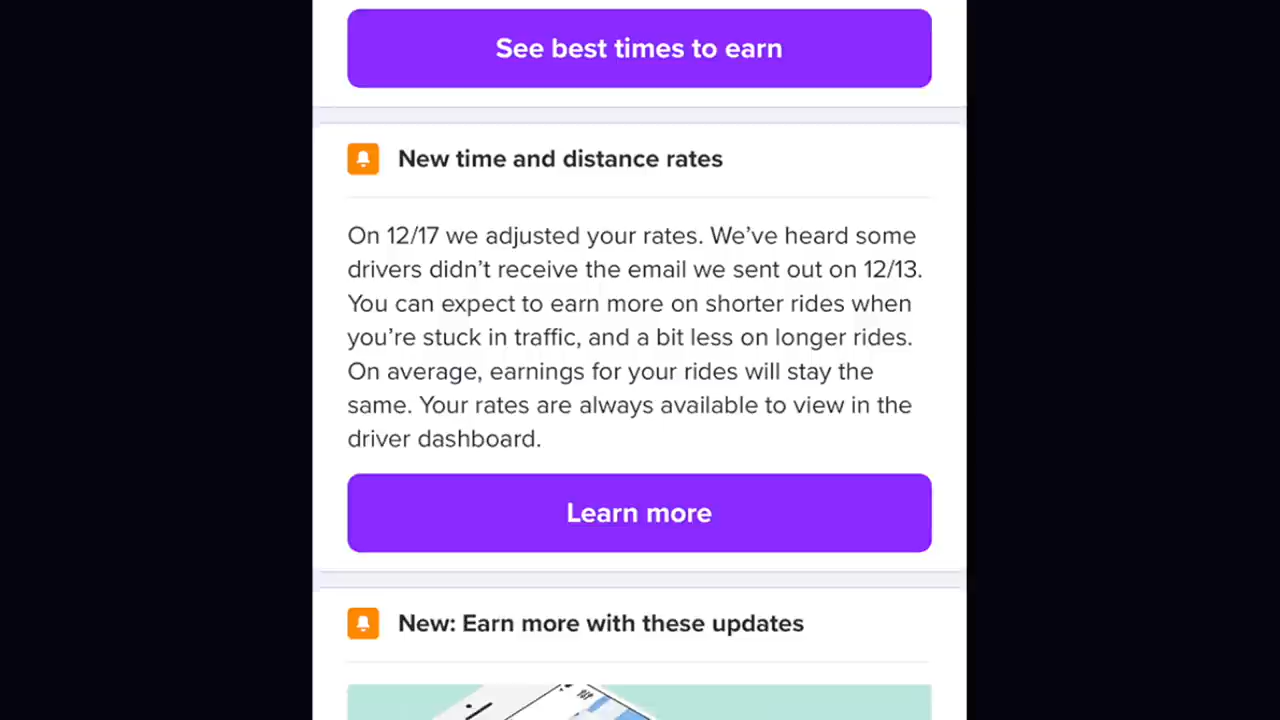 See best times to earn
New time and distance rates
On 12/17 we adjusted your rates. We’ve heard some
drivers didn’t receive the email we sent out on 12/13.
You can expect to earn more on shorter rides when
you’re stuck in traffic, and a bit less on longer rides.
On average, earnings for your rides will stay the
same. Your rates are always available to view in the
driver dashboard.
Learn more
New: Earn more with these updates